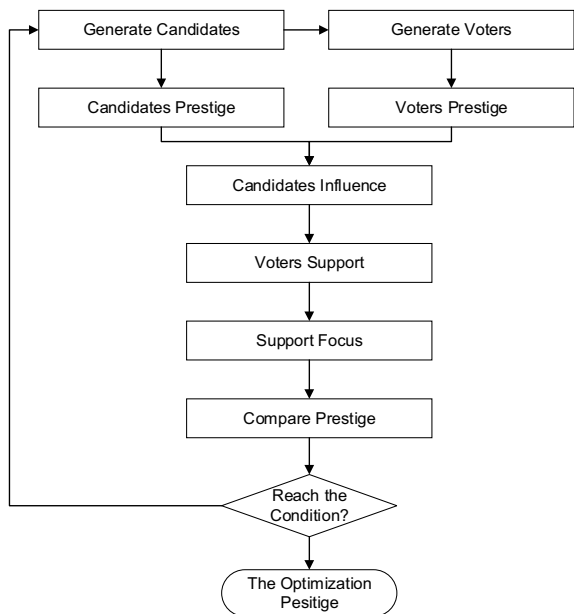 Generate Candidates
Generate Voters
Candidates Prestige
Voters Prestige
Candidates Influence
Voters Support
Support Focus
Compare Prestige
Reach the
Condition?
The Optimization
Pesitige